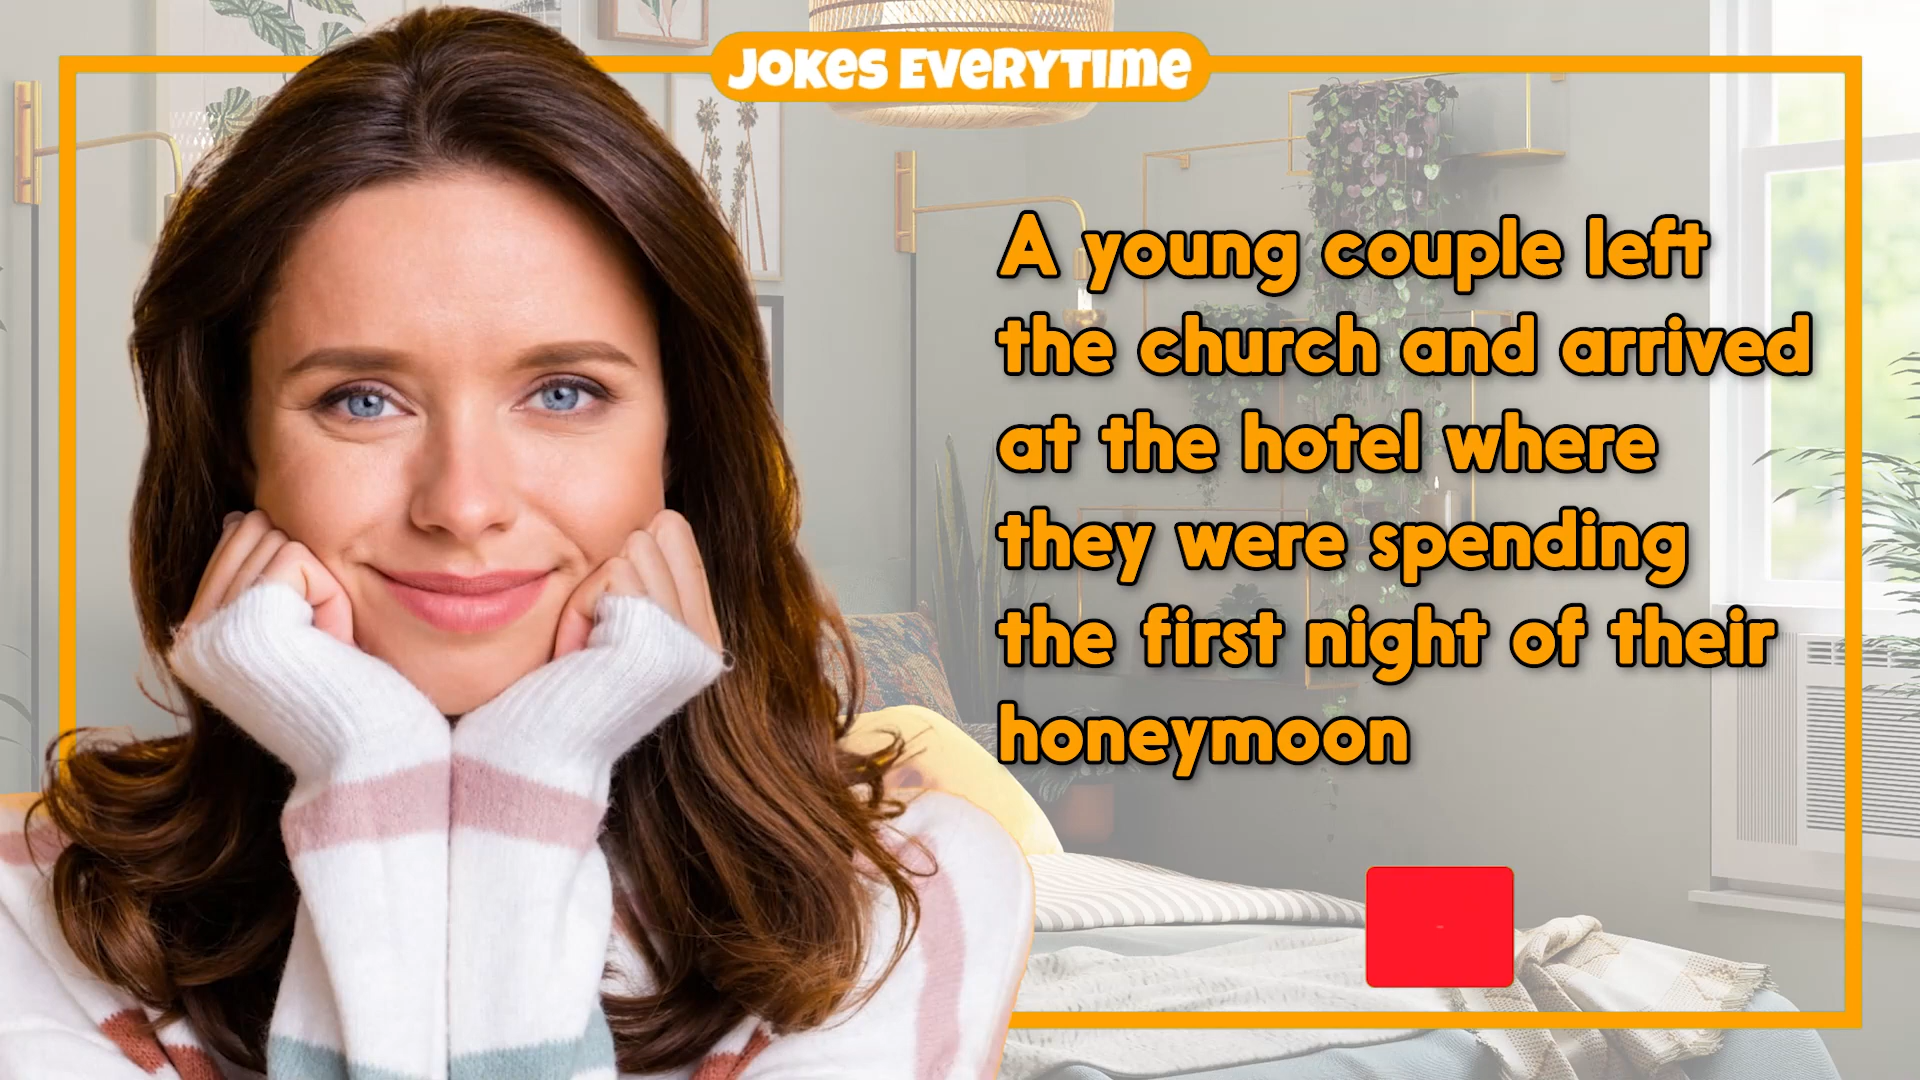 JOKES EVERYTIME
A young couple left
the church and arrived
at the hotel where
they were spending
the first night of their
honeymoon